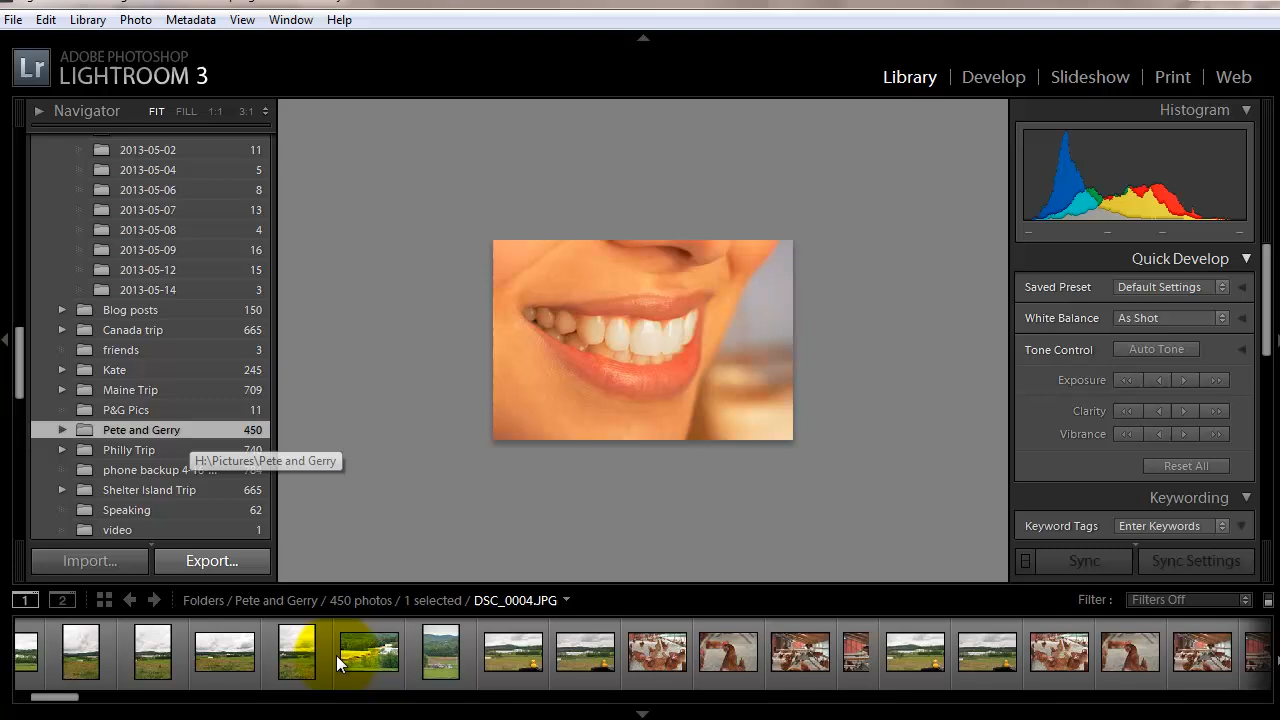 File Edit Library Photo Metadata View Window Help
Lr ADOBE PHOTOSHOP
LIGHTROOM 3
Library | Develop | Slideshow | Print | Web
Navigator FIT FILL 1:1 3:1
2013-05-02 11
2013-05-04 5
2013-05-06 8
2013-05-07 13
2013-05-08 4
2013-05-09 16
2013-05-12 15
2013-05-14 3
Blog posts 150
Canada trip 665
friends 3
Kate 245
Maine Trip 709
P&G Pics 11
Pete and Gerry 450
Philly Trip 740
H:\Pictures\Pete and Gerry
phone backup
Shelter Island Trip 665
Speaking 62
video 1
Import... Export...
Histogram
Quick Develop
Saved Preset Default Settings
White Balance As Shot
Tone Control Auto Tone
Exposure
Clarity
Vibrance
Reset All
Keywording
Keyword Tags Enter Keywords
Sync Sync Settings
1 2 Folders / Pete and Gerry / 450 photos / 1 selected / DSC_0004.JPG Filter : Filters Off